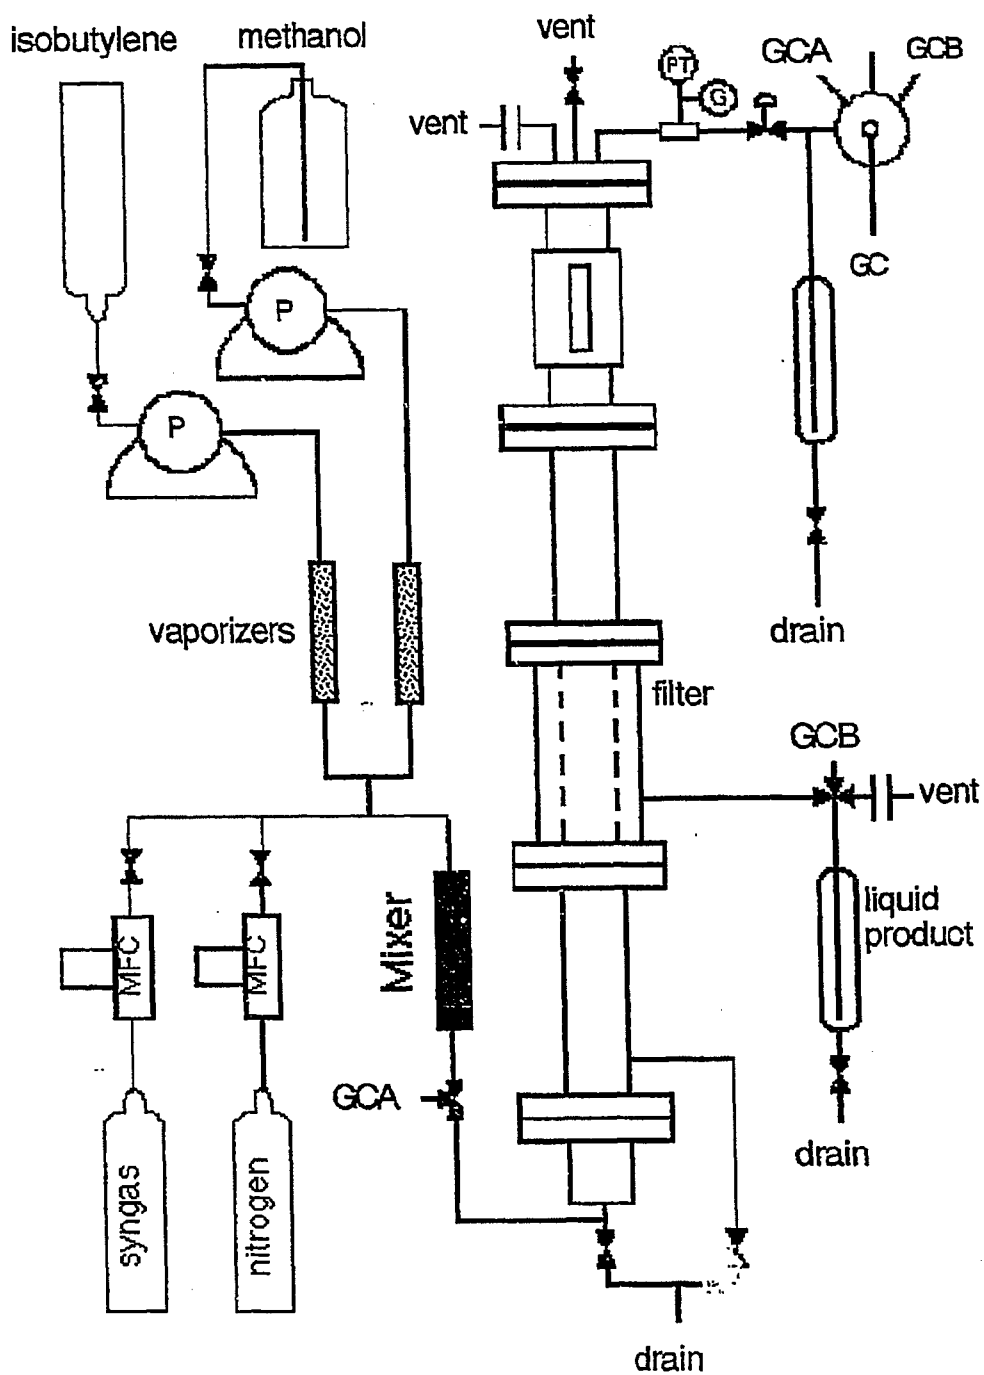 isobutylene
methanol
vent
GCA
GCB
PT
G
vent
GC
P
P
drain
vaporizers
filter
GCB
vent
liquid
product
MFC
MFC
Mixer
GCA
drain
syngas
nitrogen
drain